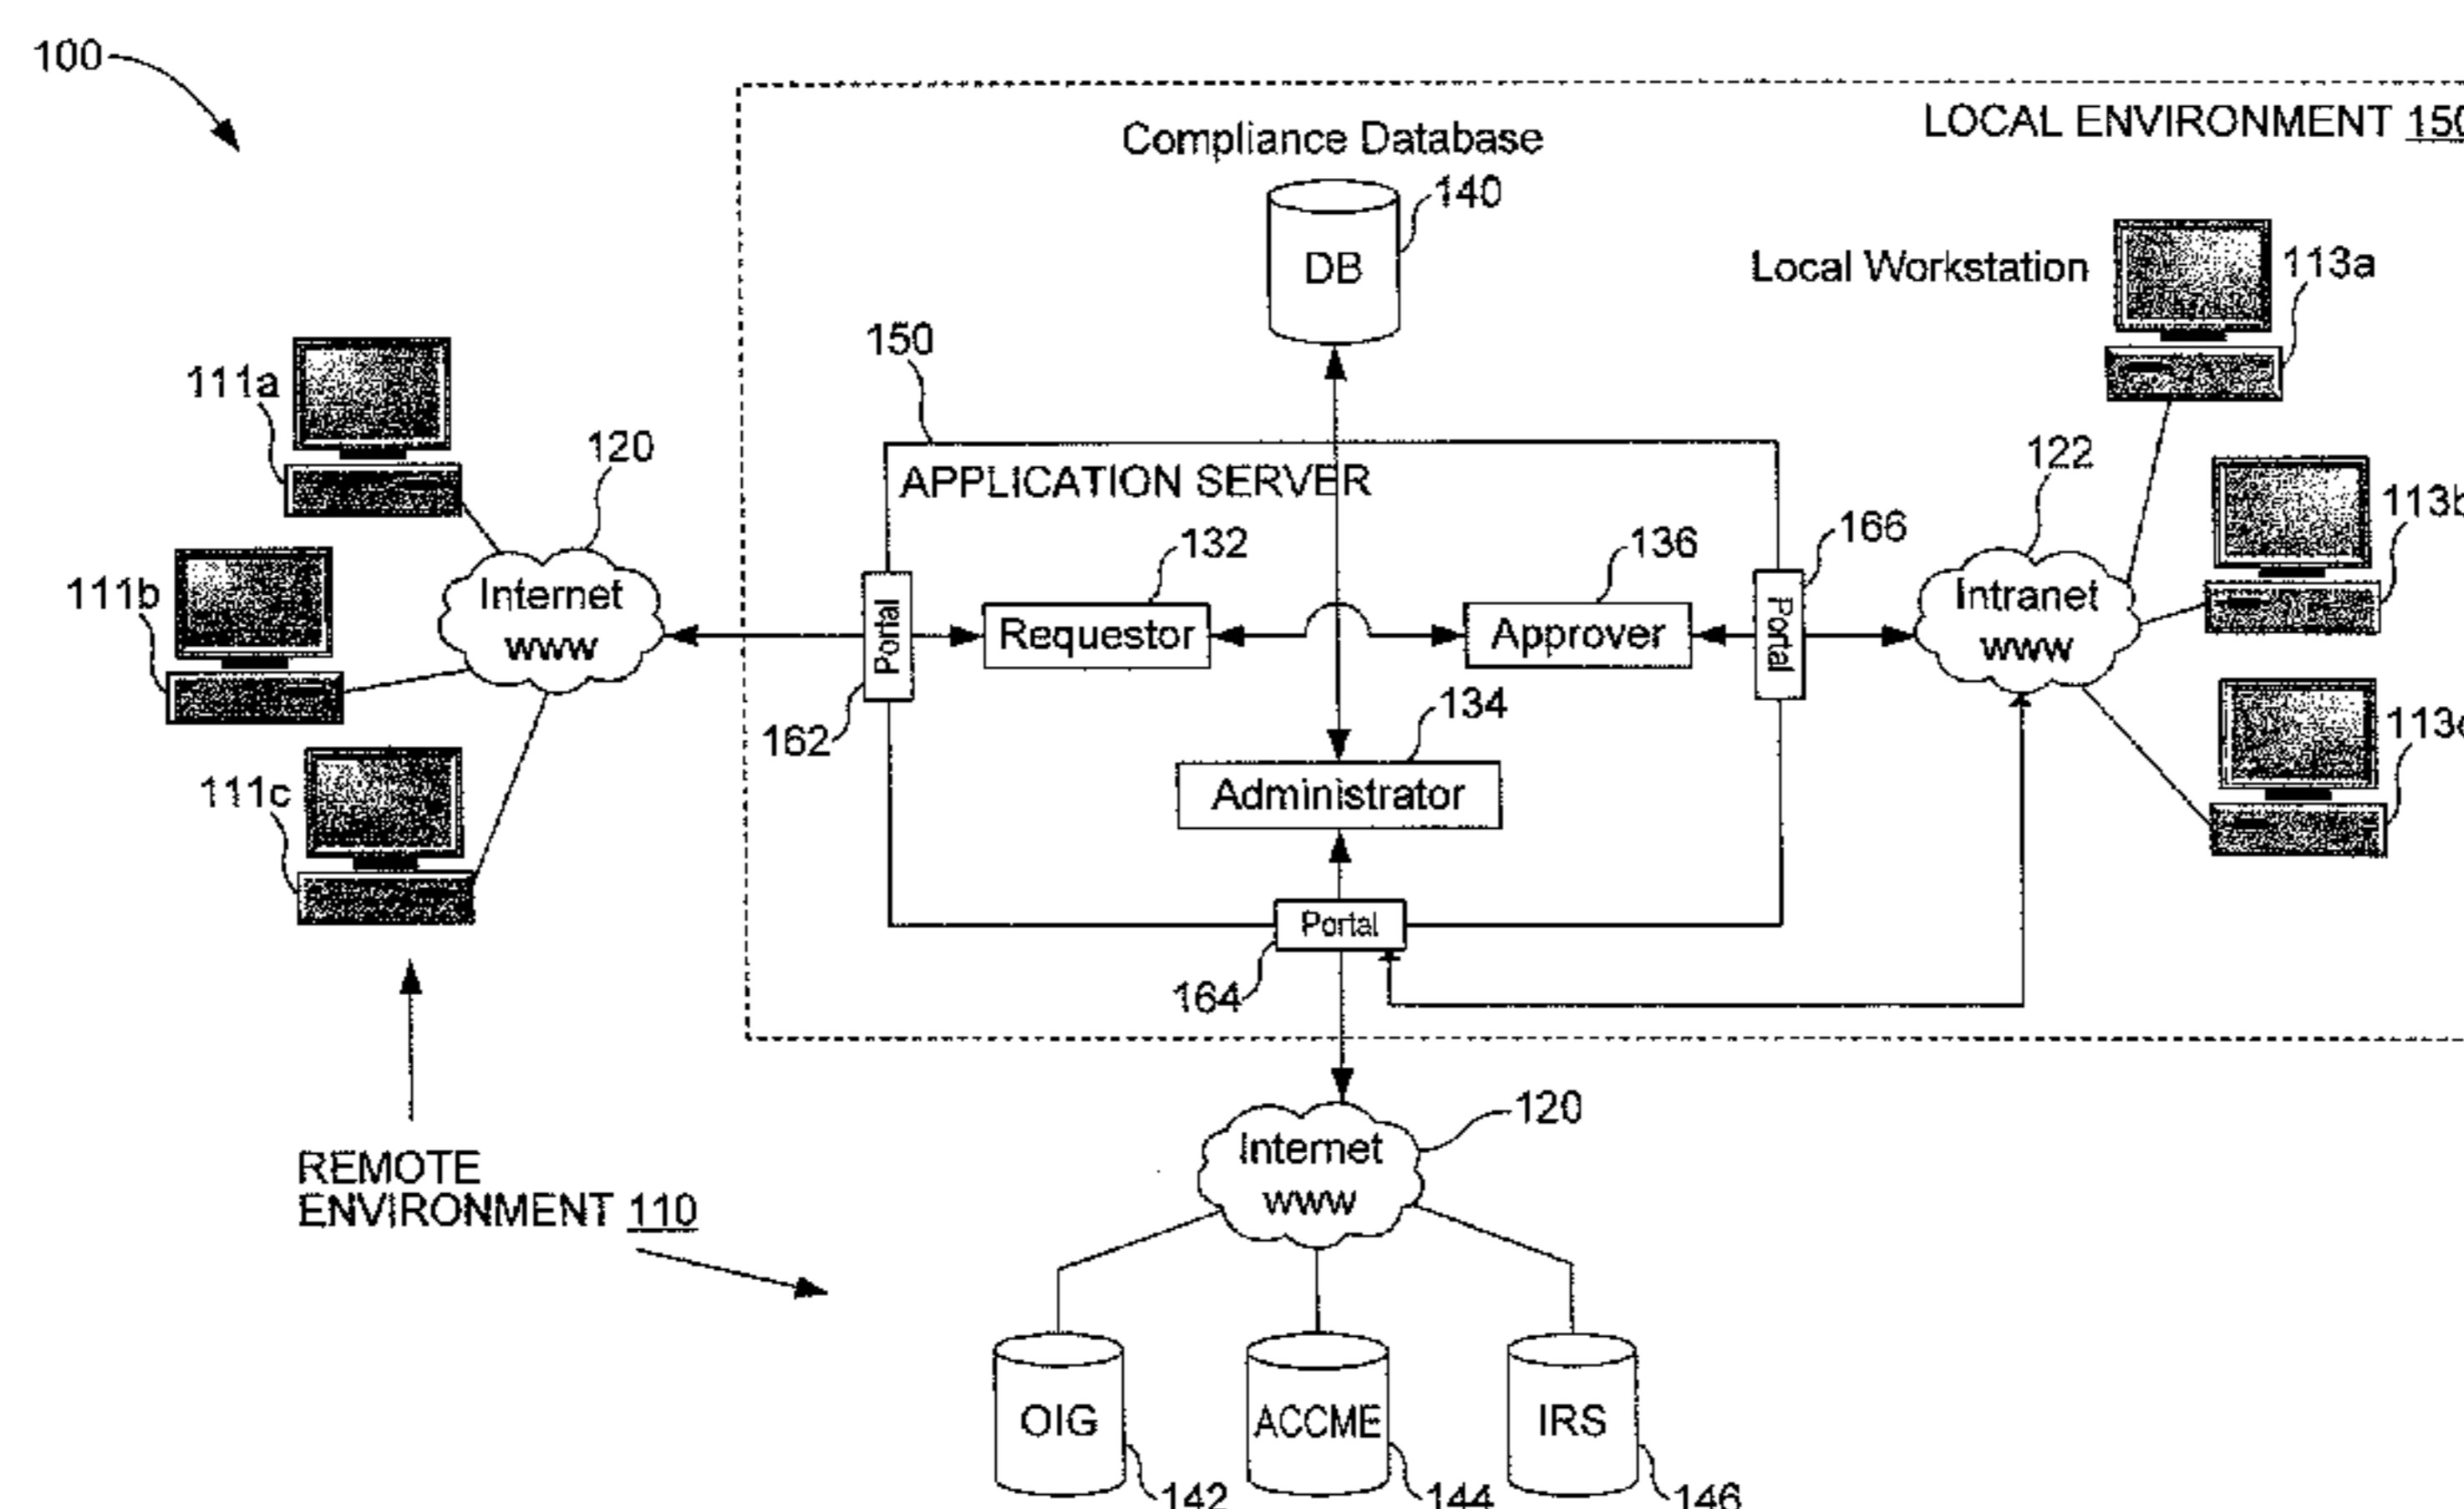 100
LOCAL ENVIRONMENT 150
Compliance Database
140
DB
Local Workstation
113a
150
111a
120
122
APPLICATION SERVER
113b
166
132
136
111b
Internet
www
Portal
Requestor
Approver
Portal
Intranet
www
162
134
113c
111c
Administrator
Portal
164
120
Internet
www
REMOTE
ENVIRONMENT 110
OIG
ACCME
IRS
142
144
146